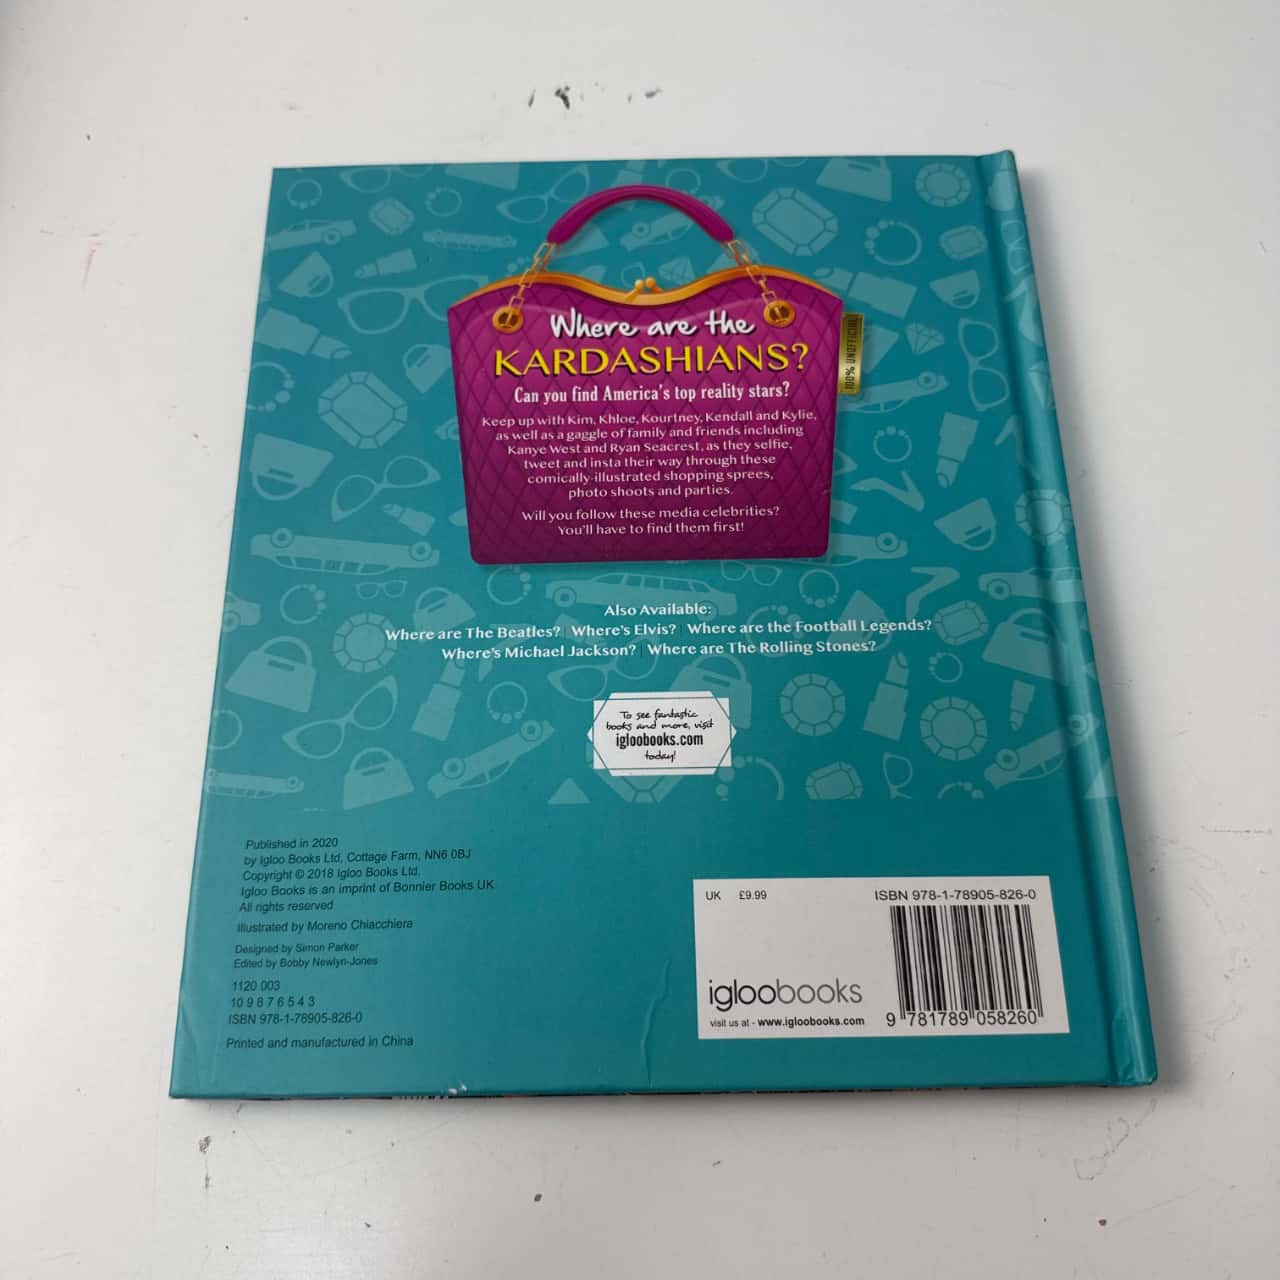 Where are the
KARDASHIANS?
100% UNOFFICIAL
Can you find America's top reality stars?
Keep up with Kim, Khloe, Kourtney, Kendall and Kylie,
as well as a gaggle of family and friends including
Kanye West and Ryan Seacrest, as they selfie,
tweet and insta their way through these
comically-illustrated shopping sprees,
photo shoots and parties.
Will you follow these media celebrities?
You'll have to find them first!
Also Available:
Where are The Beatles? | Where's Elvis? | Where are the Football Legends?
Where's Michael Jackson? | Where are The Rolling Stones?
To see fantastic
books and more, visit
igloobooks.com
today!
Published in 2020
by Igloo Books Ltd, Cottage Farm, NN6 0BJ
Copyright © 2018 Igloo Books Ltd.
Igloo Books is an imprint of Bonnier Books UK
All rights reserved
Illustrated by Moreno Chiacchiera
Designed by Simon Parker
Edited by Bobby Newlyn-Jones
1120 003
10 9 8 7 6 5 4 3
ISBN 978-1-78905-826-0
Printed and manufactured in China
UK £9.99
ISBN 978-1-78905-826-0
igloobooks
visit us at - www.igloobooks.com
9 781789 058260